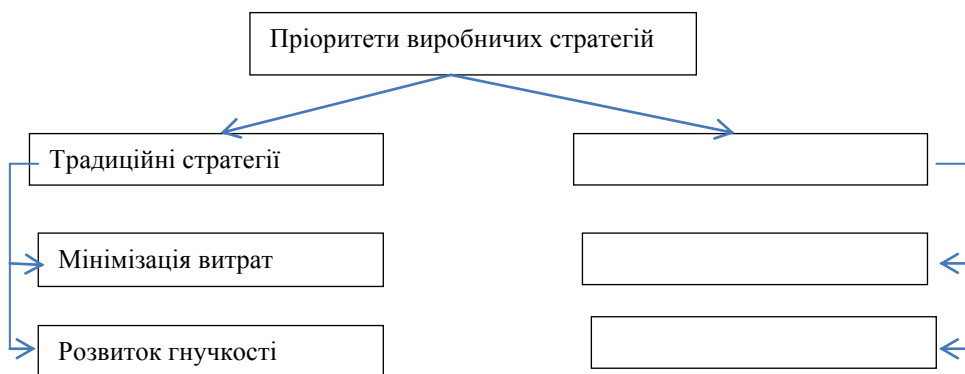 Пріоритети виробничих стратегій
Традиційні стратегії
Мінімізація витрат
Розвиток гнучкості